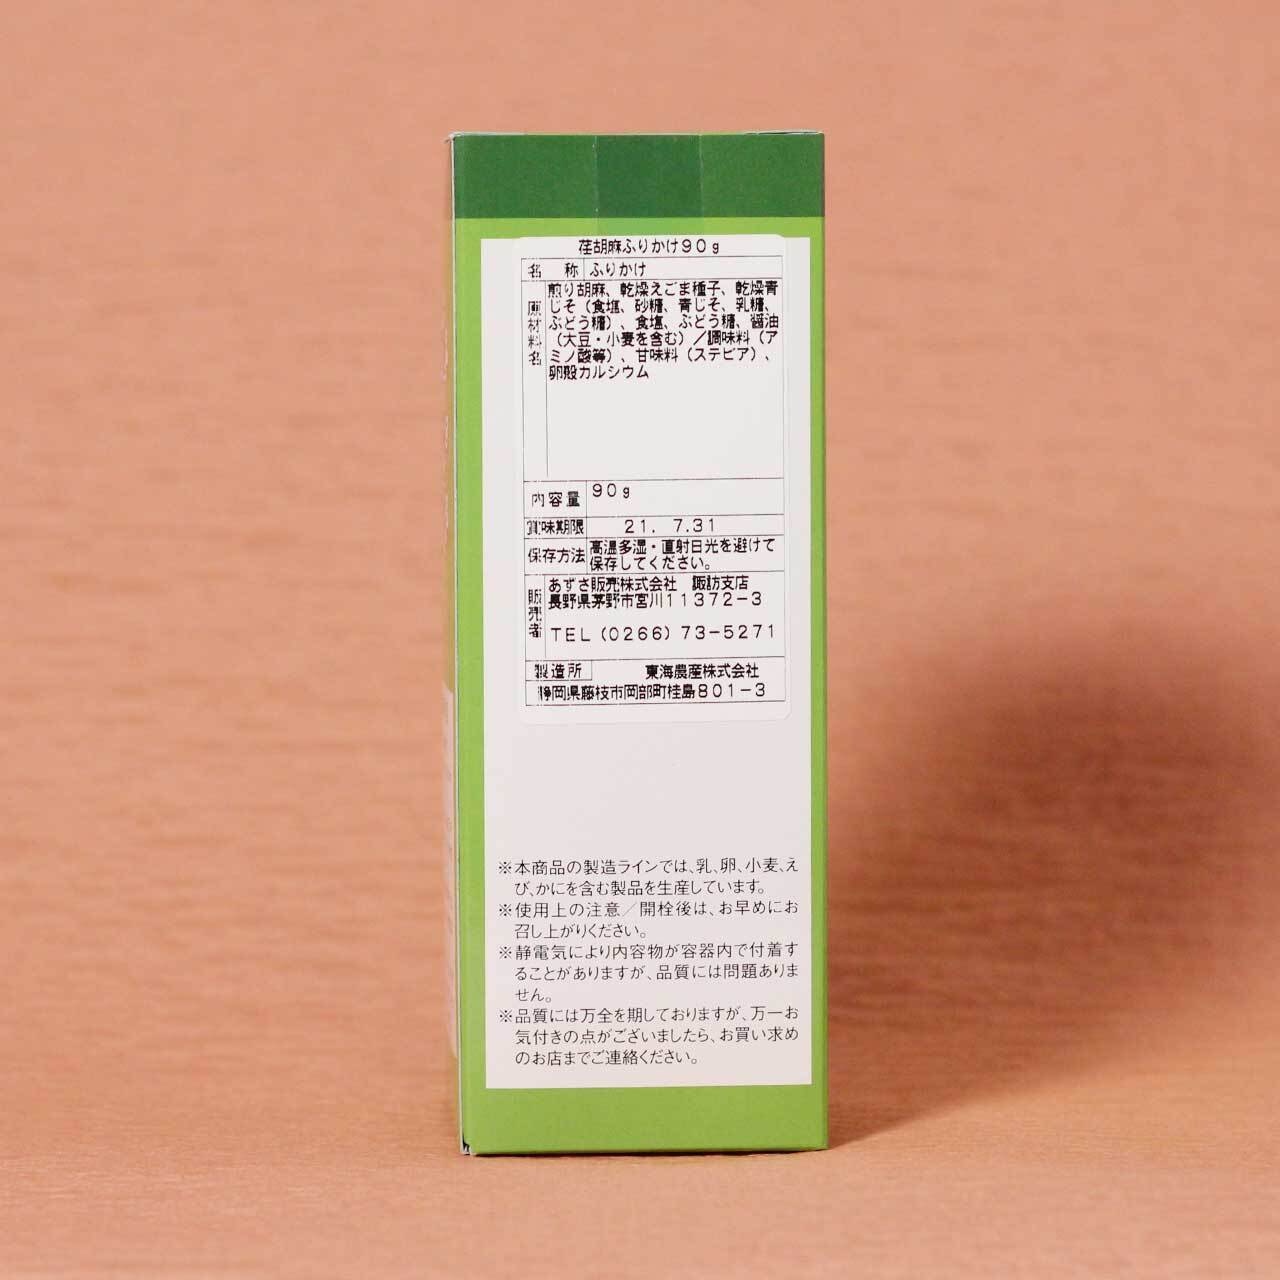 荏胡麻ふりかけ90g
名 称 ふりかけ
原材料名
煎り胡麻、乾燥えごま種子、乾燥青
じそ(食塩、砂糖、青じそ、乳糖、
ぶどう糖)、食塩、ぶどう糖、醤油
(大豆・小麦を含む)/調味料(ア
ミノ酸等)、甘味料(ステビア)、
卵殻カルシウム
内容量 90g
賞味期限 21. 7.31
保存方法 高温多湿・直射日光を避けて
保存してください。
販売者
あずさ販売株式会社 諏訪支店
長野県茅野市宮川11372-3
TEL(0266)73-5271
製造所 東海農産株式会社
静岡県藤枝市岡部町桂島801-3
※本商品の製造ラインでは、乳、卵、小麦、え
び、かにを含む製品を生産しています。
※使用上の注意/開栓後は、お早めにお
召し上がりください。
※静電気により内容物が容器内で付着す
ることがありますが、品質には問題ありま
せん。
※品質には万全を期しておりますが、万一お
気付きの点がございましたら、お買い求め
のお店までご連絡ください。